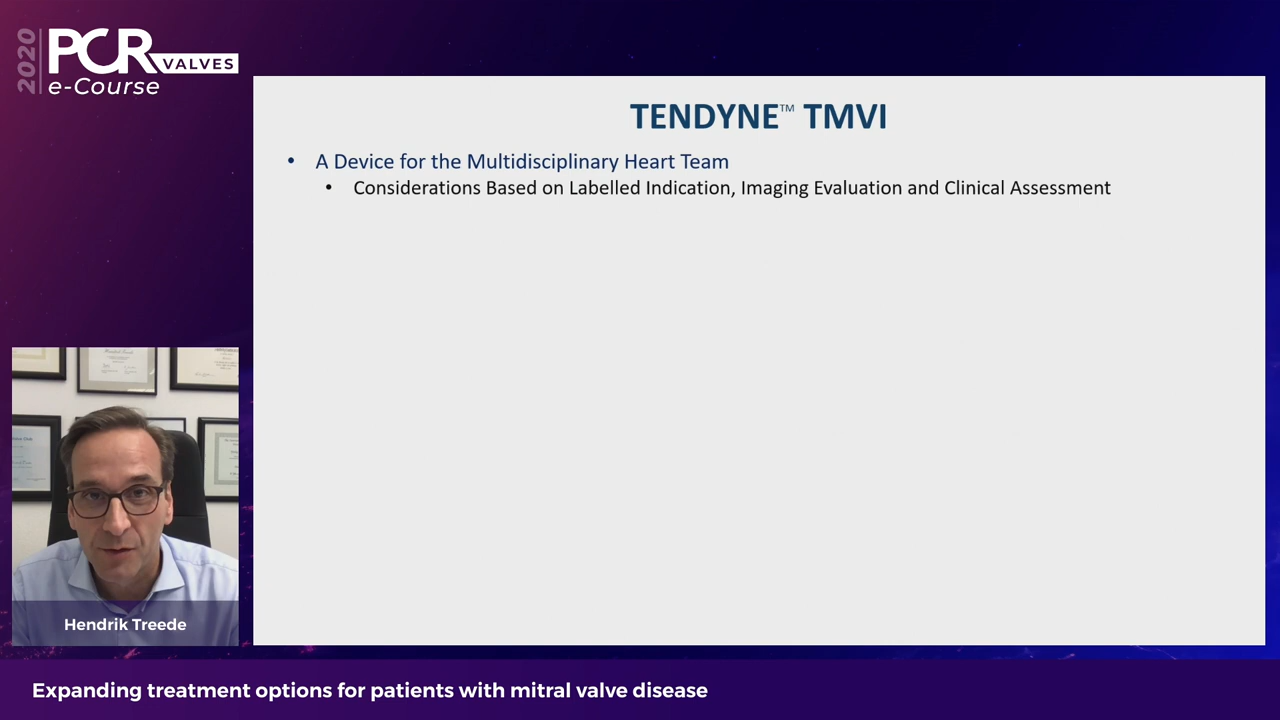 2020
PCR
VALVES
e-Course
TENDYNE™ TMVI
• A Device for the Multidisciplinary Heart Team
• Considerations Based on Labelled Indication, Imaging Evaluation and Clinical Assessment
Hendrik Treede
Expanding treatment options for patients with mitral valve disease